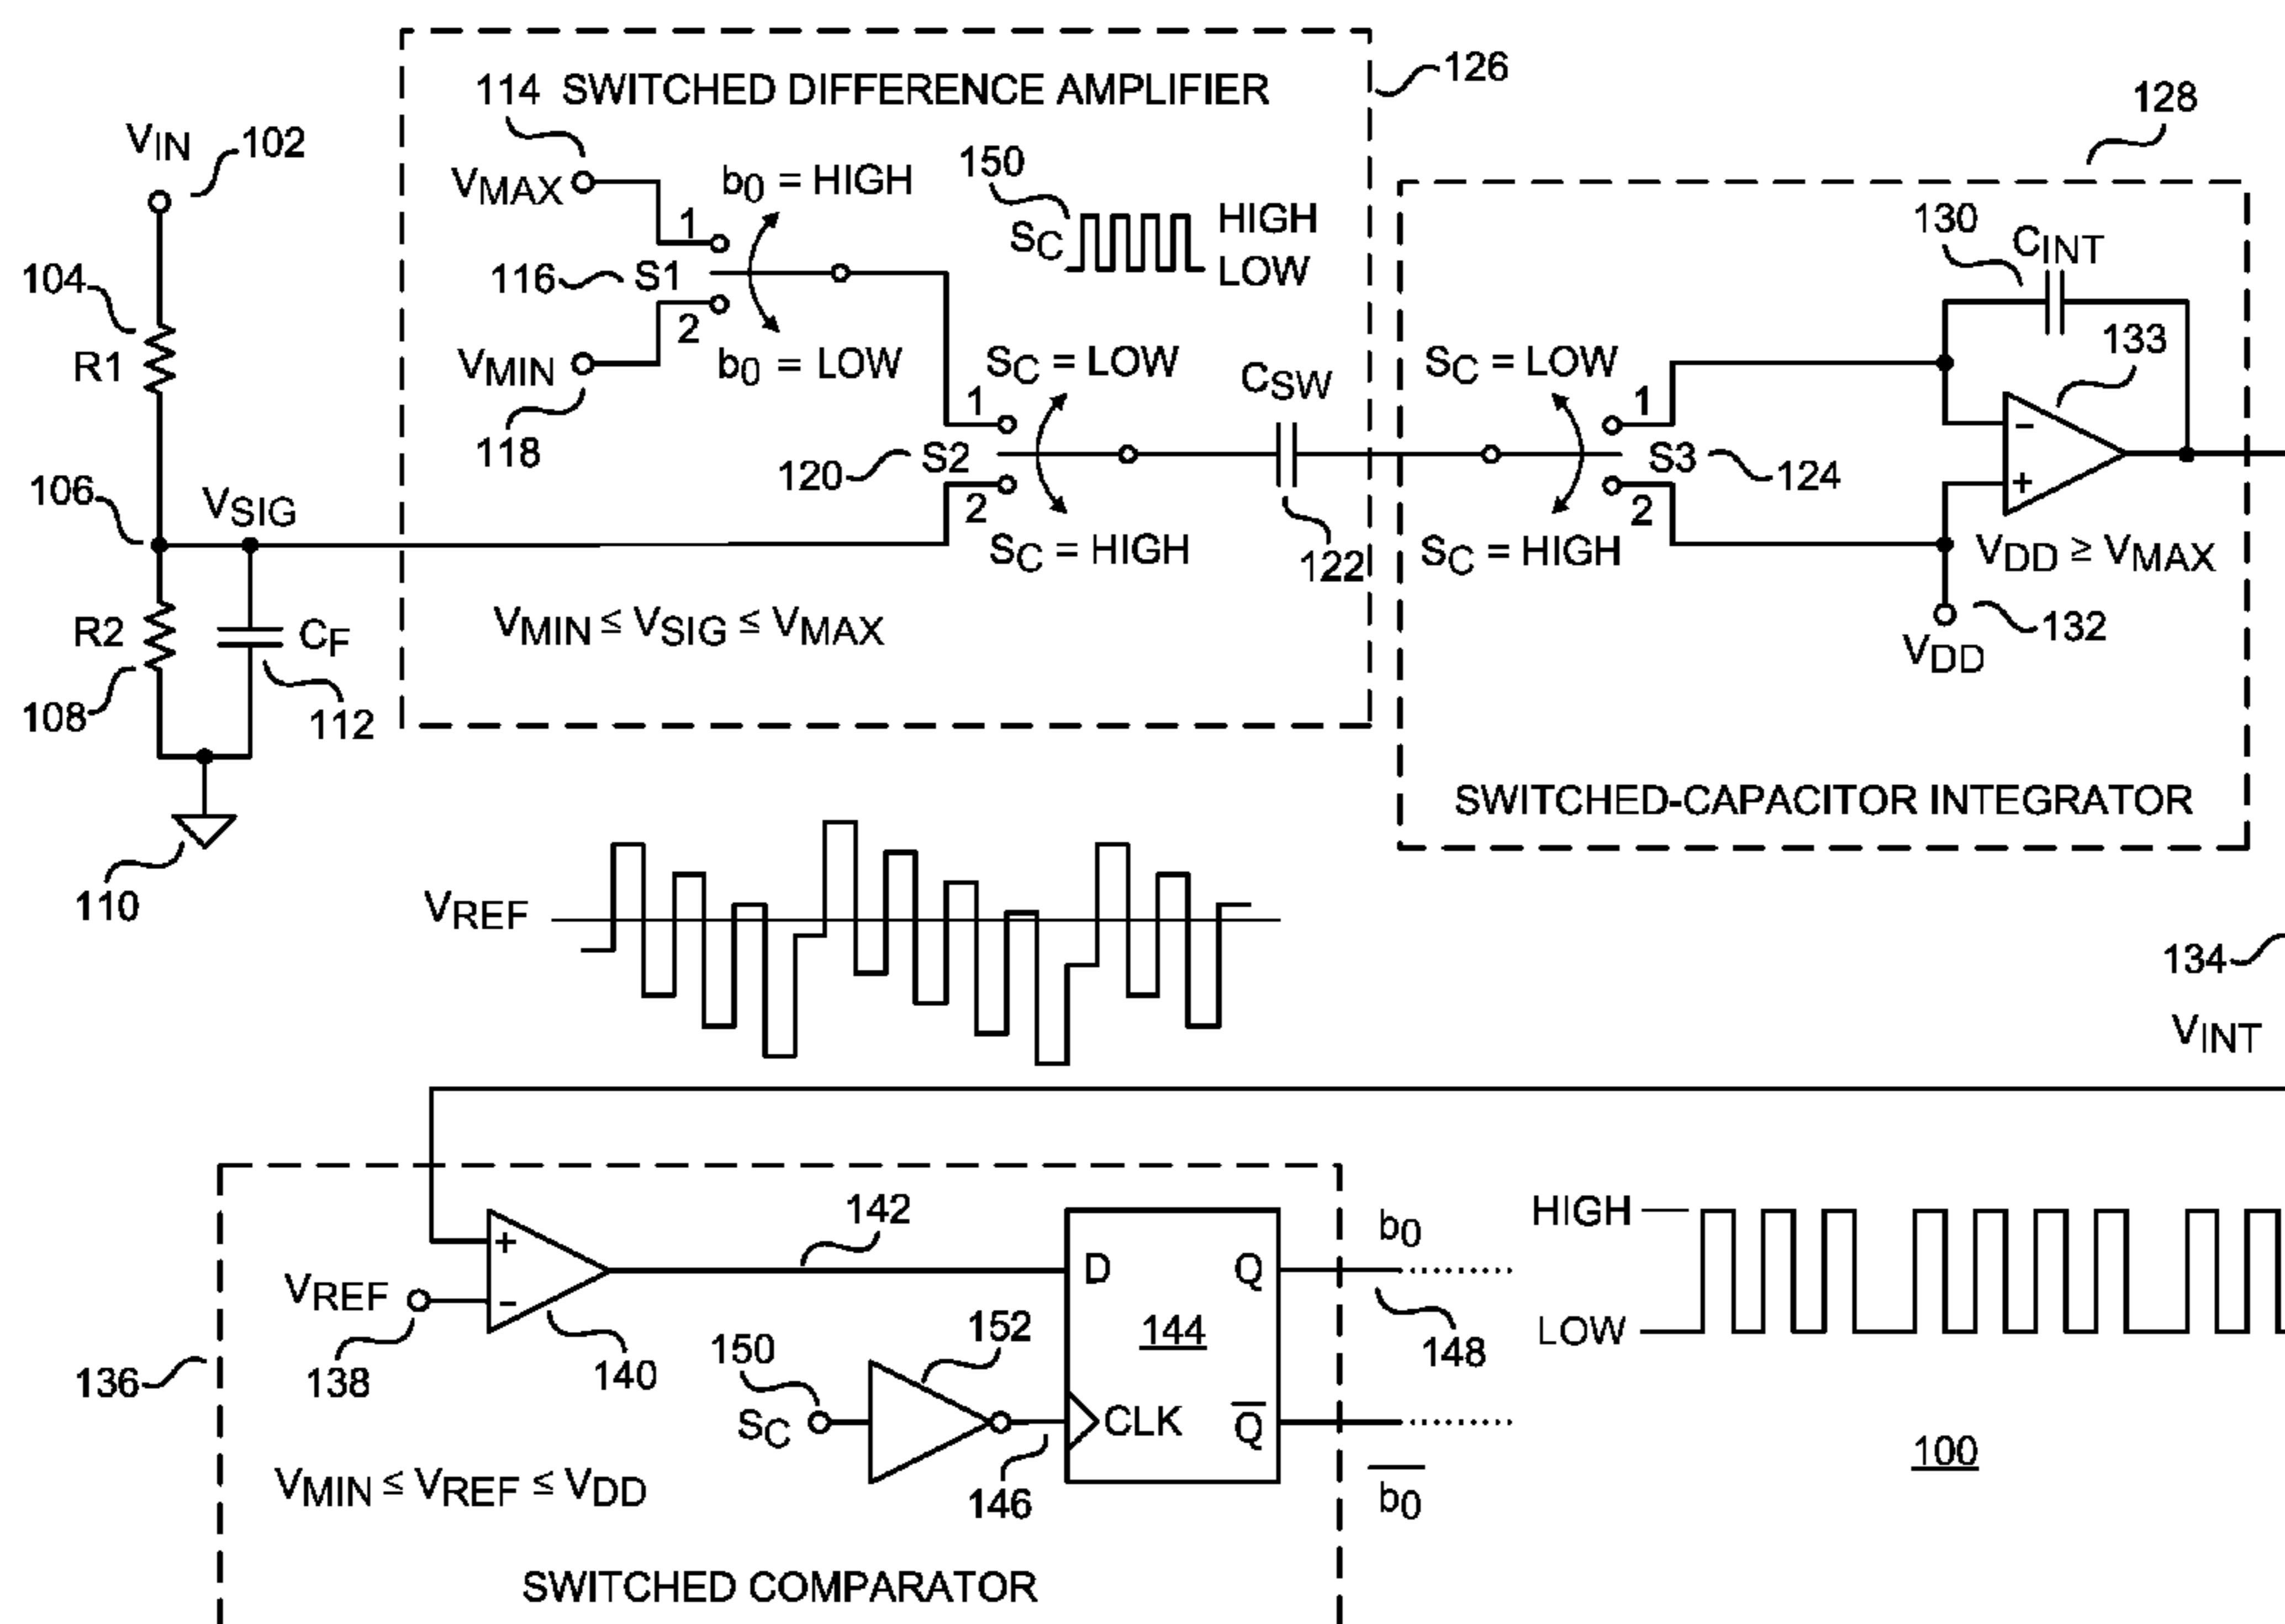 126
114 SWITCHED DIFFERENCE AMPLIFIER
128
VIN
102
150
VMAX
b0 = HIGH
1
SC
HIGH
LOW
130
CINT
104
116
S1
2
R1
VMIN
b0 = LOW
SC = LOW
CSW
SC = LOW
133
118
1
1
-
120
S2
S3
124
106
VSIG
2
2
+
SC = HIGH
122
SC = HIGH
VDD ≥ VMAX
R2
CF
VMIN ≤ VSIG ≤ VMAX
132
VDD
108
112
SWITCHED-CAPACITOR INTEGRATOR
110
VREF
134
VINT
142
HIGH
b0
+
D
Q
VREF
-
152
144
LOW
148
136
138
140
150
SC
CLK
Q
100
VMIN ≤ VREF ≤ VDD
146
b0
SWITCHED COMPARATOR